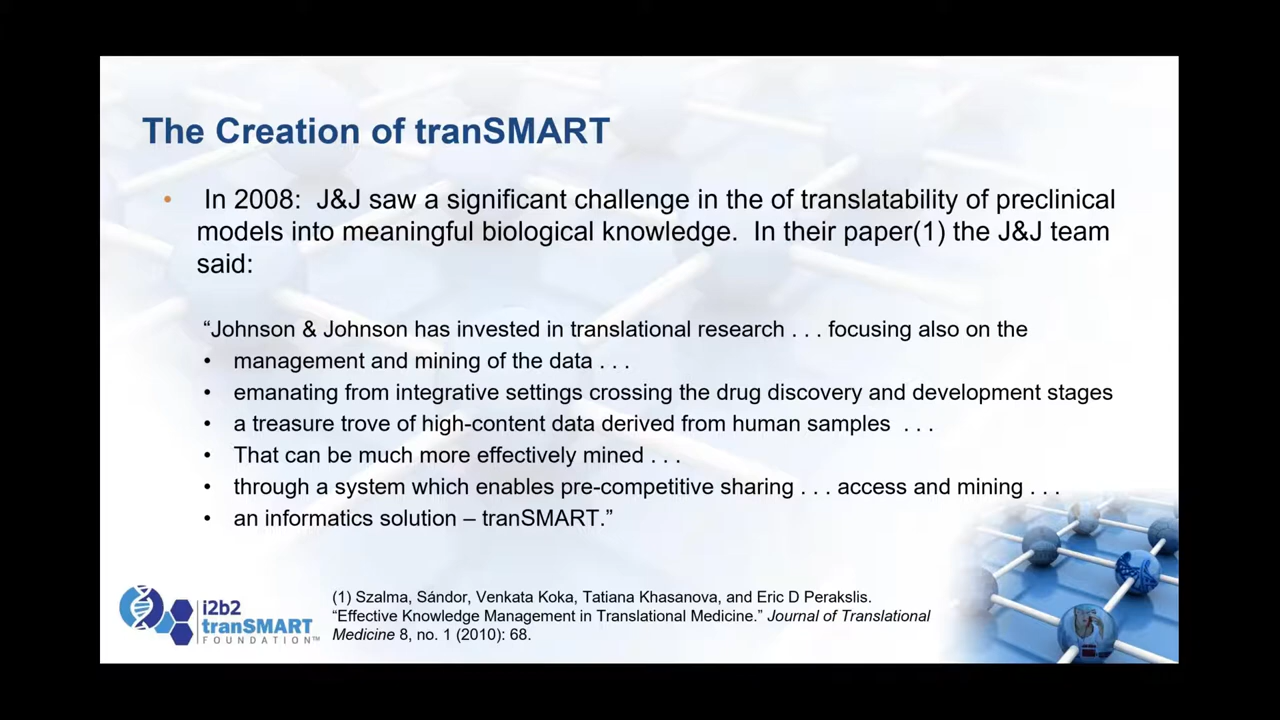 The Creation of tranSMART
• In 2008: J&J saw a significant challenge in the of translatability of preclinical
models into meaningful biological knowledge. In their paper(1) the J&J team
said:
“Johnson & Johnson has invested in translational research . . . focusing also on the
• management and mining of the data . . .
• emanating from integrative settings crossing the drug discovery and development stages
• a treasure trove of high-content data derived from human samples . . .
• That can be much more effectively mined . . .
• through a system which enables pre-competitive sharing . . . access and mining . . .
• an informatics solution – tranSMART.”
i2b2
tranSMART
FOUNDATION™
(1) Szalma, Sándor, Venkata Koka, Tatiana Khasanova, and Eric D Perakslis.
“Effective Knowledge Management in Translational Medicine.” Journal of Translational
Medicine 8, no. 1 (2010): 68.